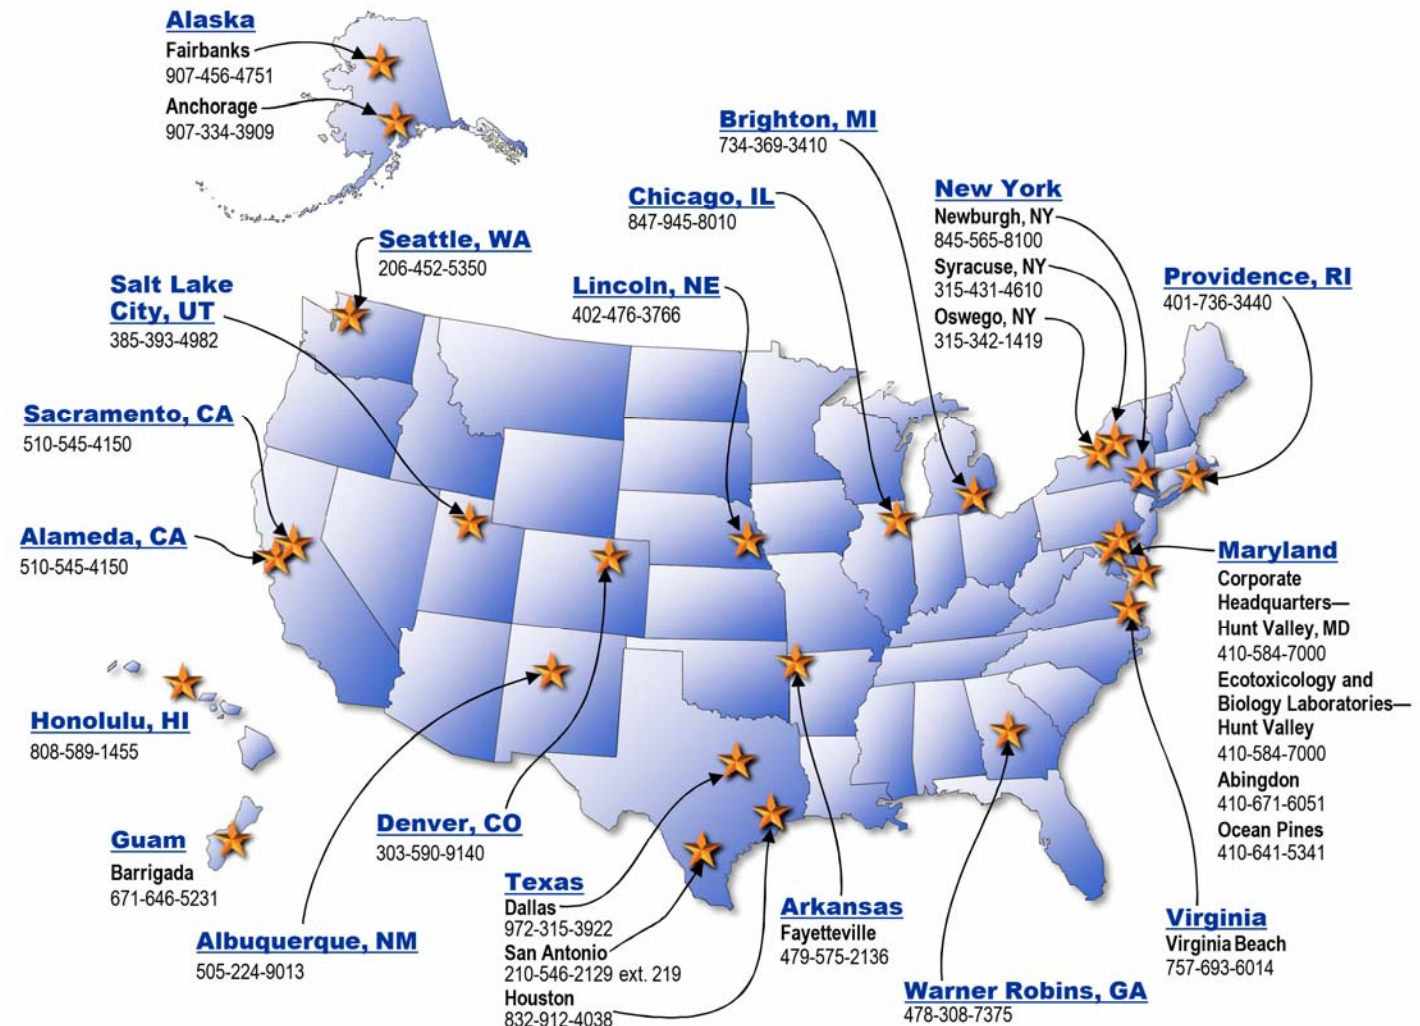 Alaska
Fairbanks
907-456-4751
Anchorage
907-334-3909
Brighton, MI
734-369-3410
Chicago, IL
847-945-8010
New York
Newburgh, NY
845-565-8100
Syracuse, NY
315-431-4610
Oswego, NY
315-342-1419
Seattle, WA
206-452-5350
Salt Lake
City, UT
385-393-4982
Lincoln, NE
402-476-3766
Providence, RI
401-736-3440
Sacramento, CA
510-545-4150
Alameda, CA
510-545-4150
Maryland
Corporate
Headquarters—
Hunt Valley, MD
410-584-7000
Ecotoxicology and
Biology Laboratories—
Hunt Valley
410-584-7000
Abingdon
410-671-6051
Ocean Pines
410-641-5341
Honolulu, HI
808-589-1455
Guam
Barrigada
671-646-5231
Denver, CO
303-590-9140
Albuquerque, NM
505-224-9013
Texas
Dallas
972-315-3922
San Antonio
210-546-2129 ext. 219
Houston
832-912-4038
Arkansas
Fayetteville
479-575-2136
Warner Robins, GA
478-308-7375
Virginia
Virginia Beach
757-693-6014